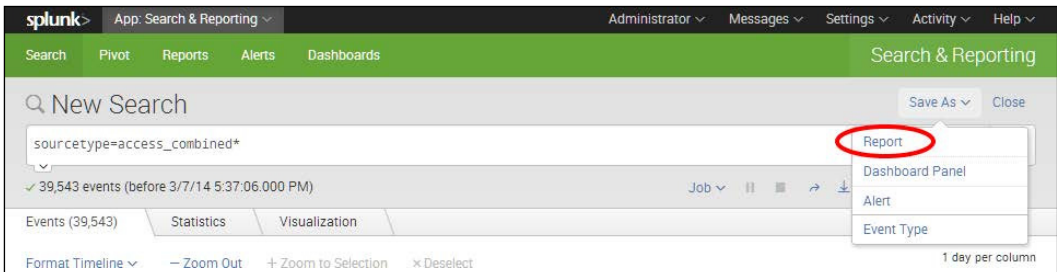 splunk> App: Search & Reporting Administrator Messages Settings Activity Help
Search Pivot Reports Alerts Dashboards Search & Reporting
New Search Save As Close
sourcetype=access_combined*
Report
Dashboard Panel
Alert
Event Type
39,543 events (before 3/7/14 5:37:06.000 PM) Job
Events (39,543) Statistics Visualization
Format Timeline — Zoom Out + Zoom to Selection × Deselect 1 day per column